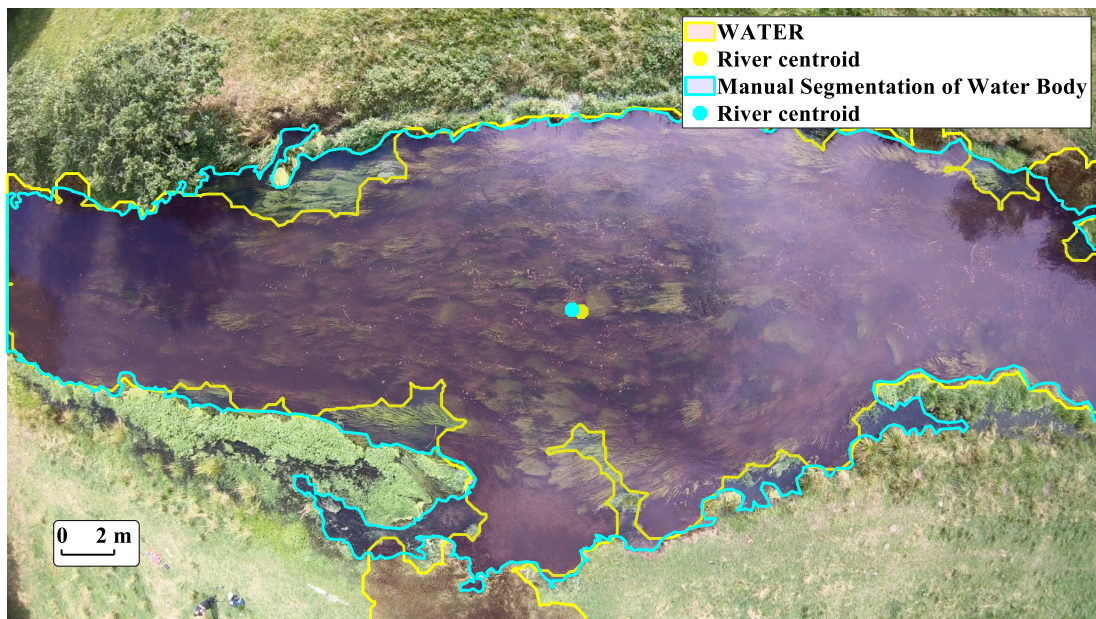 WATER
River centroid
Manual Segmentation of Water Body
River centroid
0 2 m